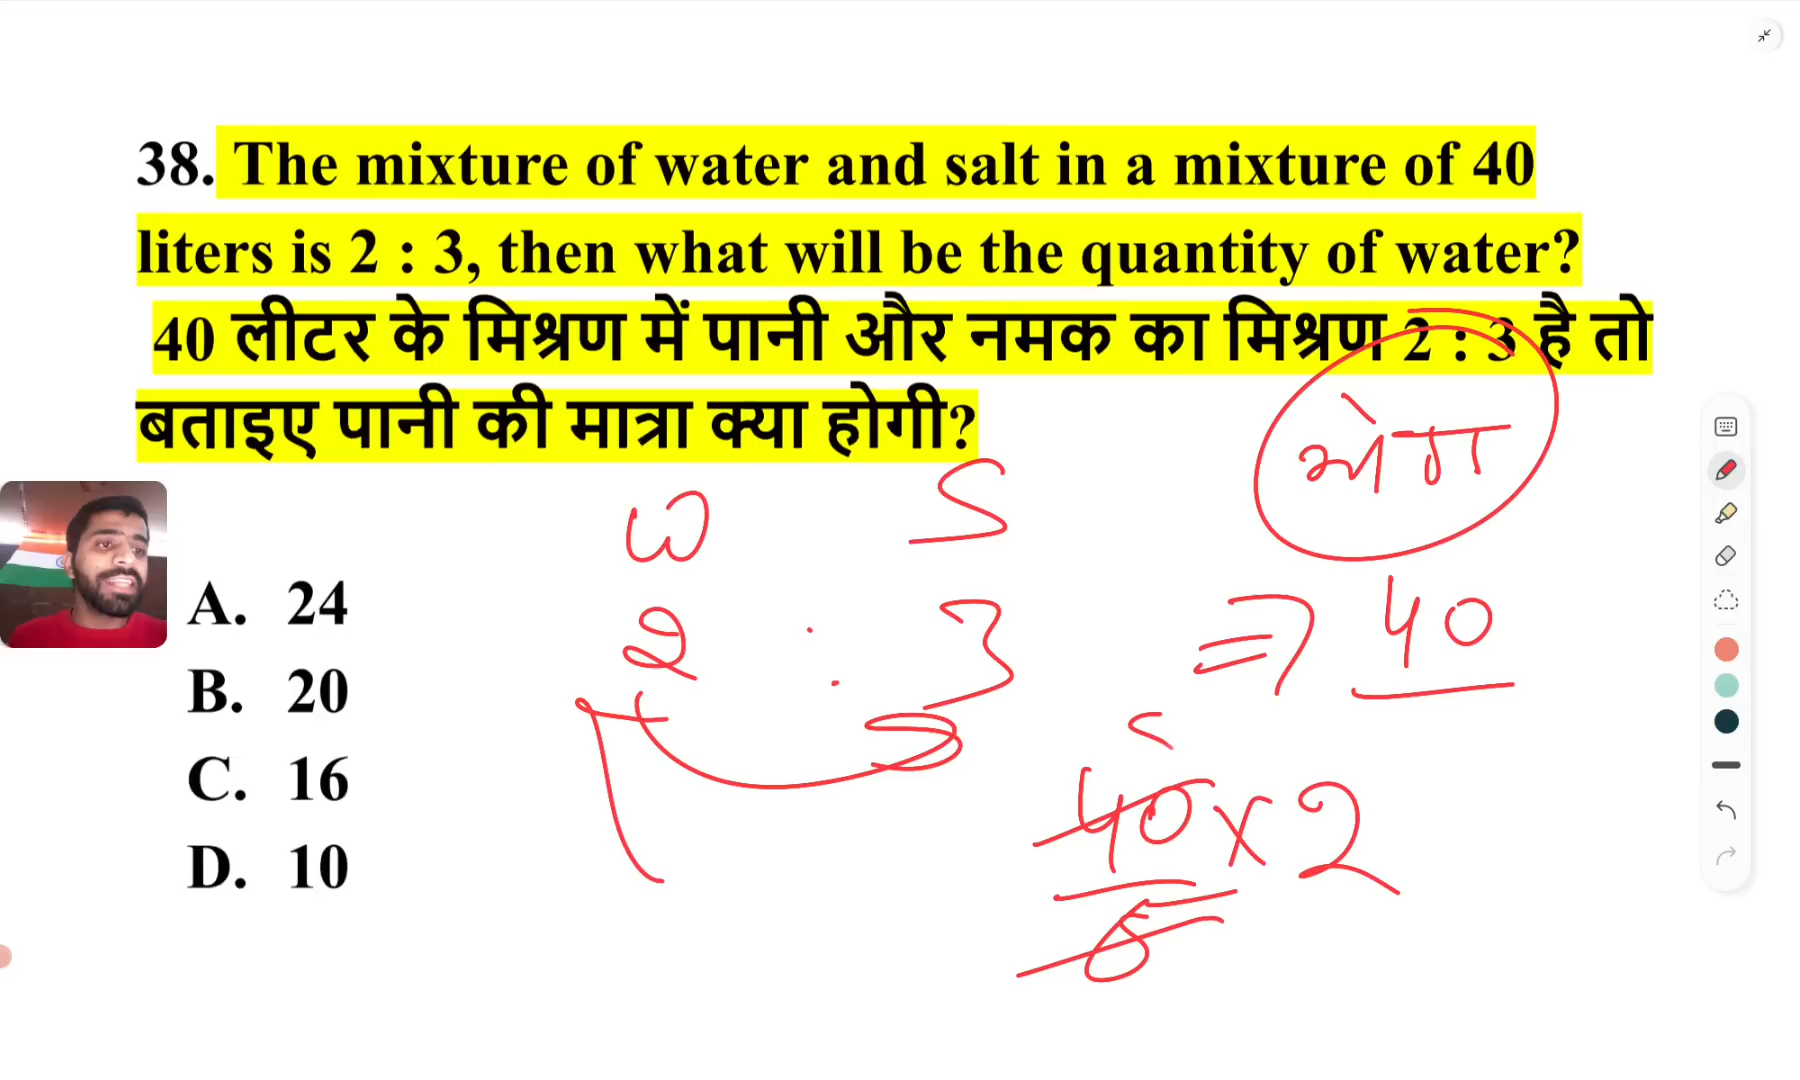 38. The mixture of water and salt in a mixture of 40
liters is 2 : 3, then what will be the quantity of water?
40 लीटर के मिश्रण में पानी और नमक का मिश्रण 2 : 3 है तो
बताइए पानी की मात्रा क्या होगी?
A. 24
B. 20
C. 16
D. 10
W S
2 : 3 ⇒ 40
40 × 2
5